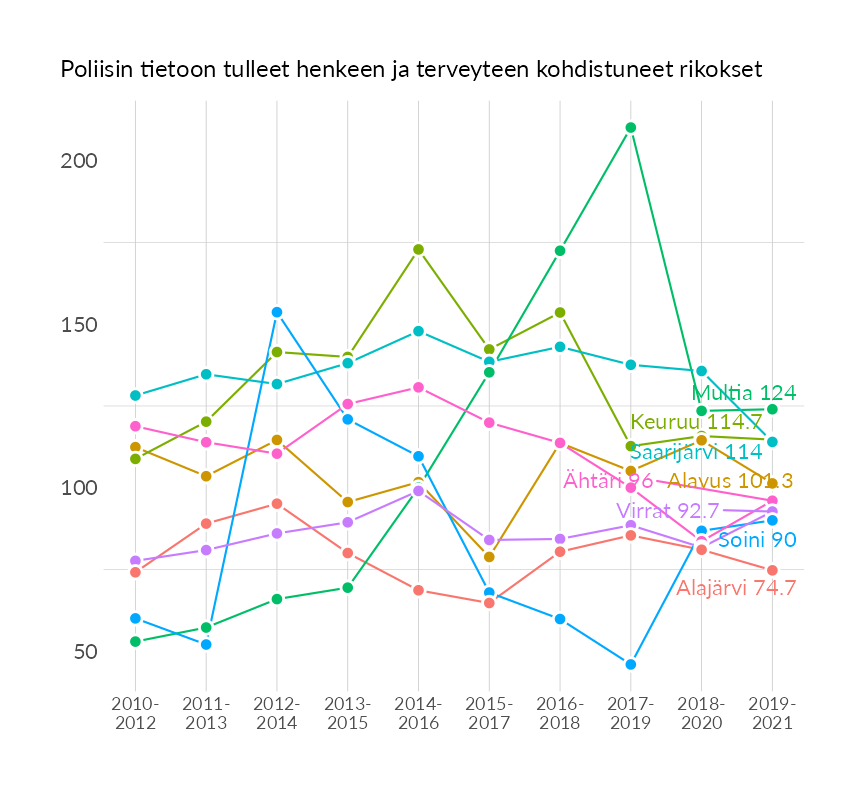 Poliisin tietoon tulleet henkeen ja terveyteen kohdistuneet rikokset
200
150
100
50
Multia 124
Keuruu 114.7
Saarijärvi 114
Ähtäri 96
Alavus 101.3
Virrat 92.7
Soini 90
Alajärvi 74.7
2010-
2012
2011-
2013
2012-
2014
2013-
2015
2014-
2016
2015-
2017
2016-
2018
2017-
2019
2018-
2020
2019-
2021